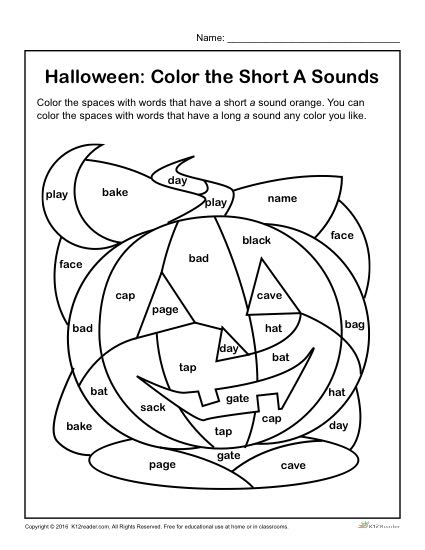 Name:
Halloween: Color the Short A Sounds
Color the spaces with words that have a short a sound orange. You can
color the spaces with words that have a long a sound any color you like.
day
play
bake
play
name
face
black
bad
face
cap
cave
page
bad
hat
bag
day
bat
tap
bat
hat
gate
sack
cap
bake
tap
day
gate
page
cave
Copyright © 2016 K12reader.com. All Rights Reserved. Free for educational use at home or in classrooms.
K12Reader